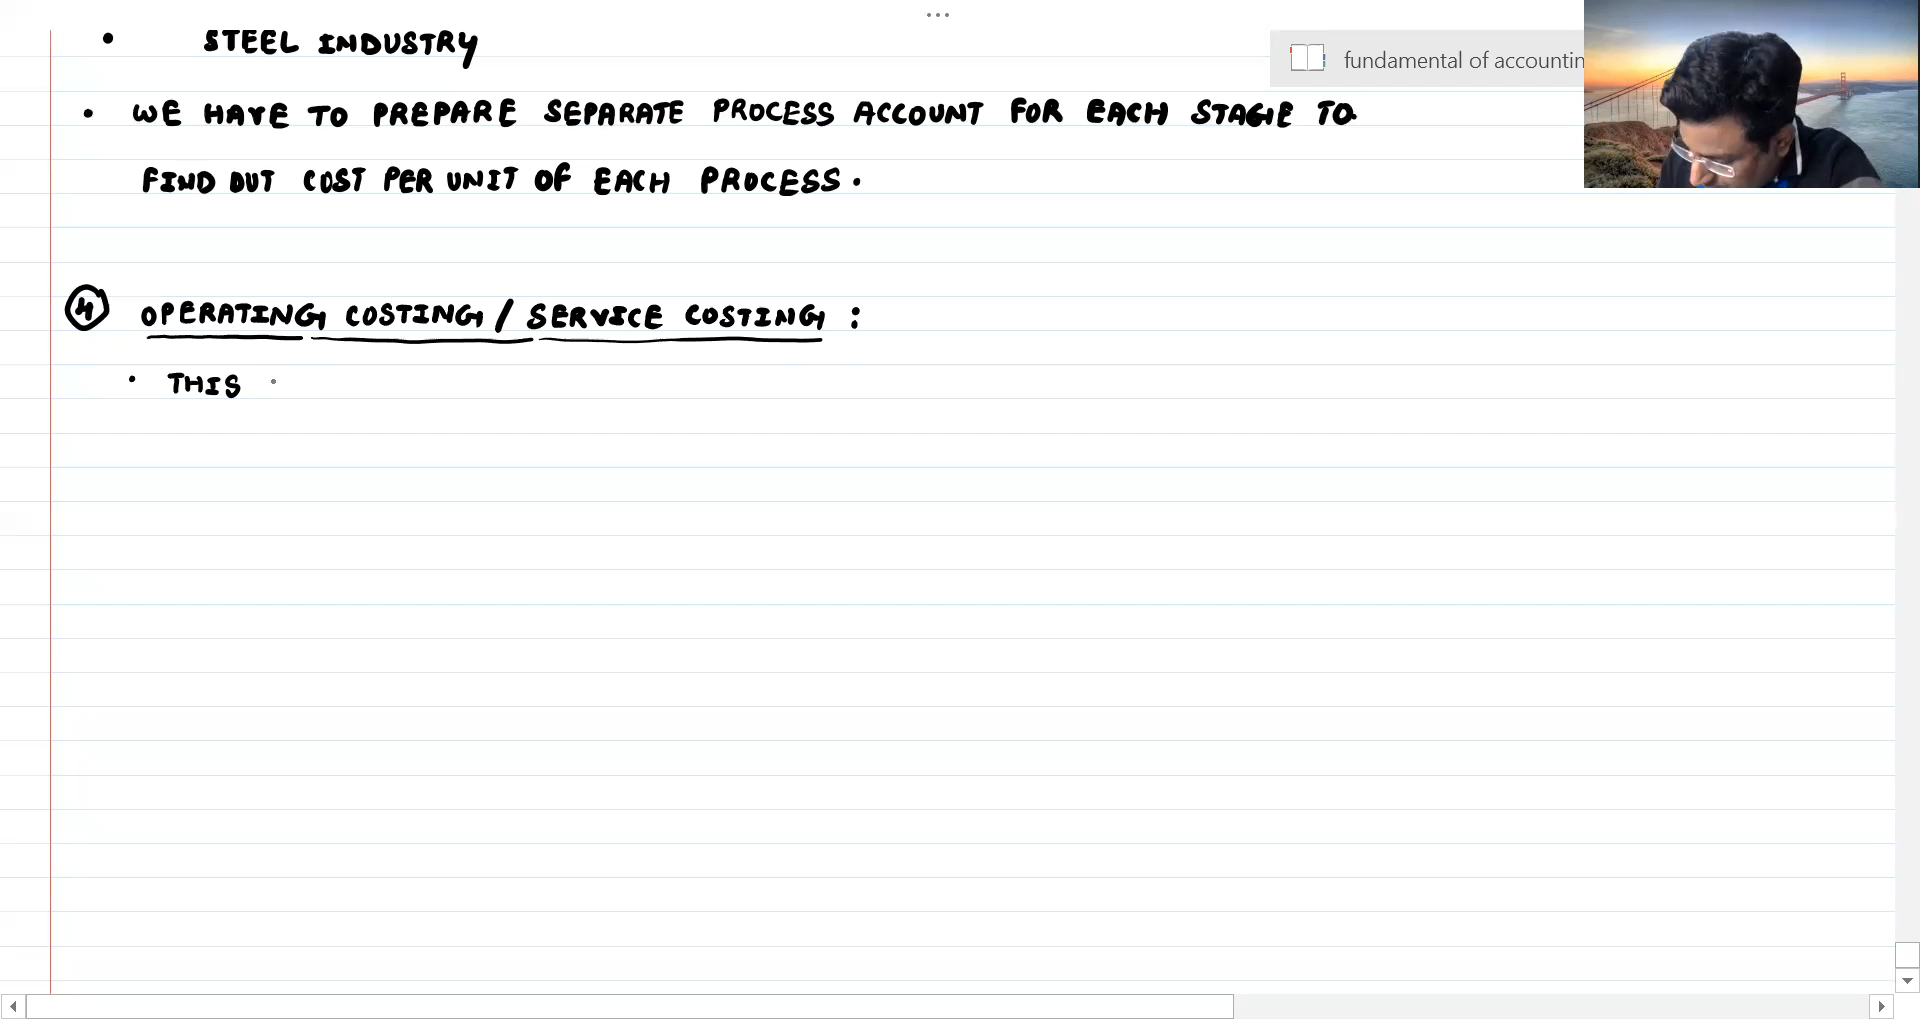 • STEEL INDUSTRY
fundamental of accountin
• WE HAVE TO PREPARE SEPARATE PROCESS ACCOUNT FOR EACH STAGE TO
FIND OUT COST PER UNIT OF EACH PROCESS.
④ OPERATING COSTING / SERVICE COSTING :
• THIS